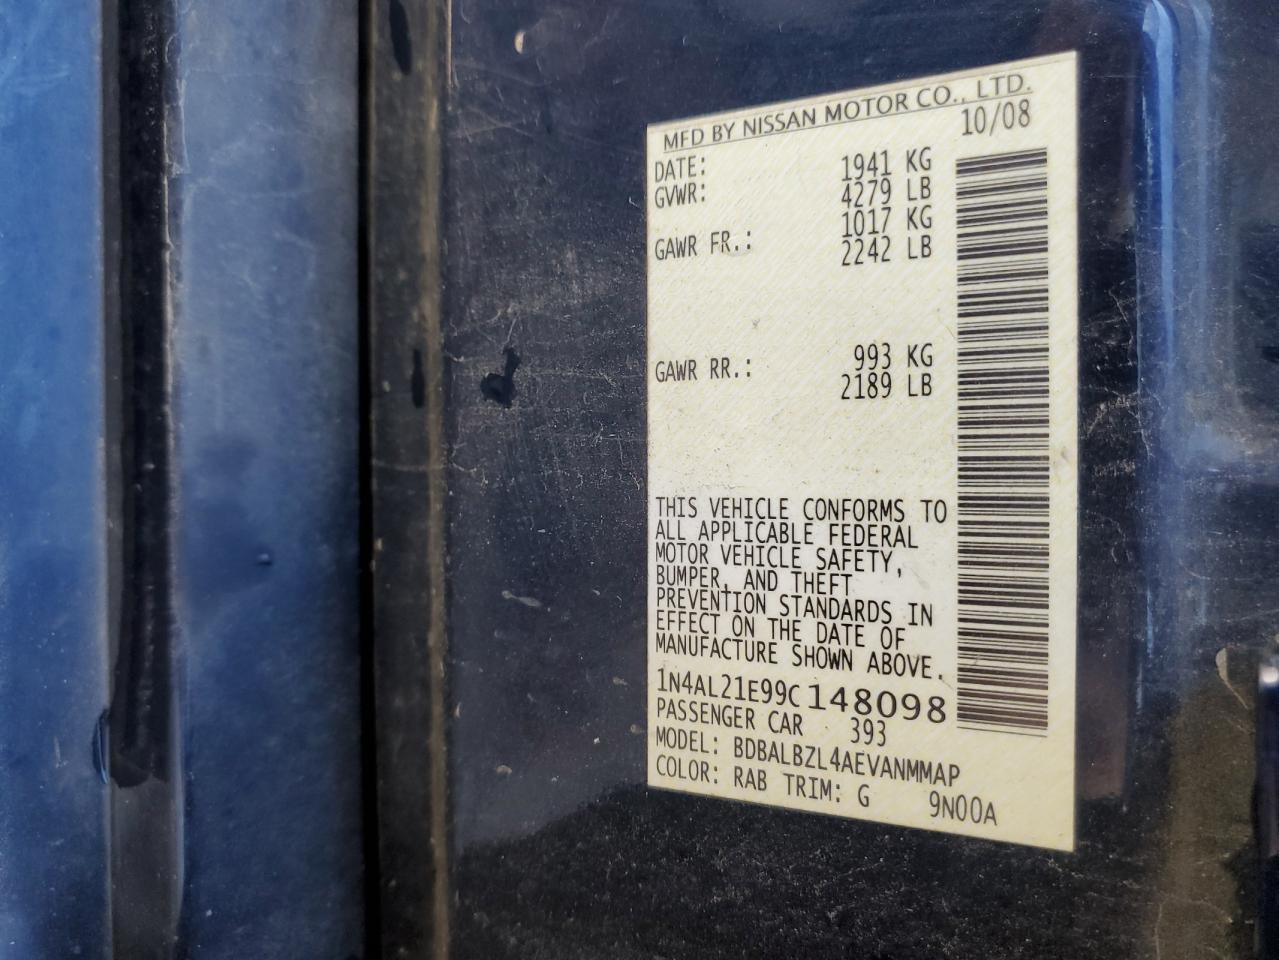 MFD BY NISSAN MOTOR CO., LTD.
10/08
DATE: 1941 KG
GVWR: 4279 LB
1017 KG
GAWR FR.: 2242 LB
993 KG
GAWR RR.: 2189 LB
THIS VEHICLE CONFORMS TO
ALL APPLICABLE FEDERAL
MOTOR VEHICLE SAFETY,
BUMPER, AND THEFT
PREVENTION STANDARDS IN
EFFECT ON THE DATE OF
MANUFACTURE SHOWN ABOVE.
1N4AL21E99C148098
PASSENGER CAR 393
MODEL: BDBALBZL4AEVANMMAP
COLOR: RAB TRIM: G 9N00A